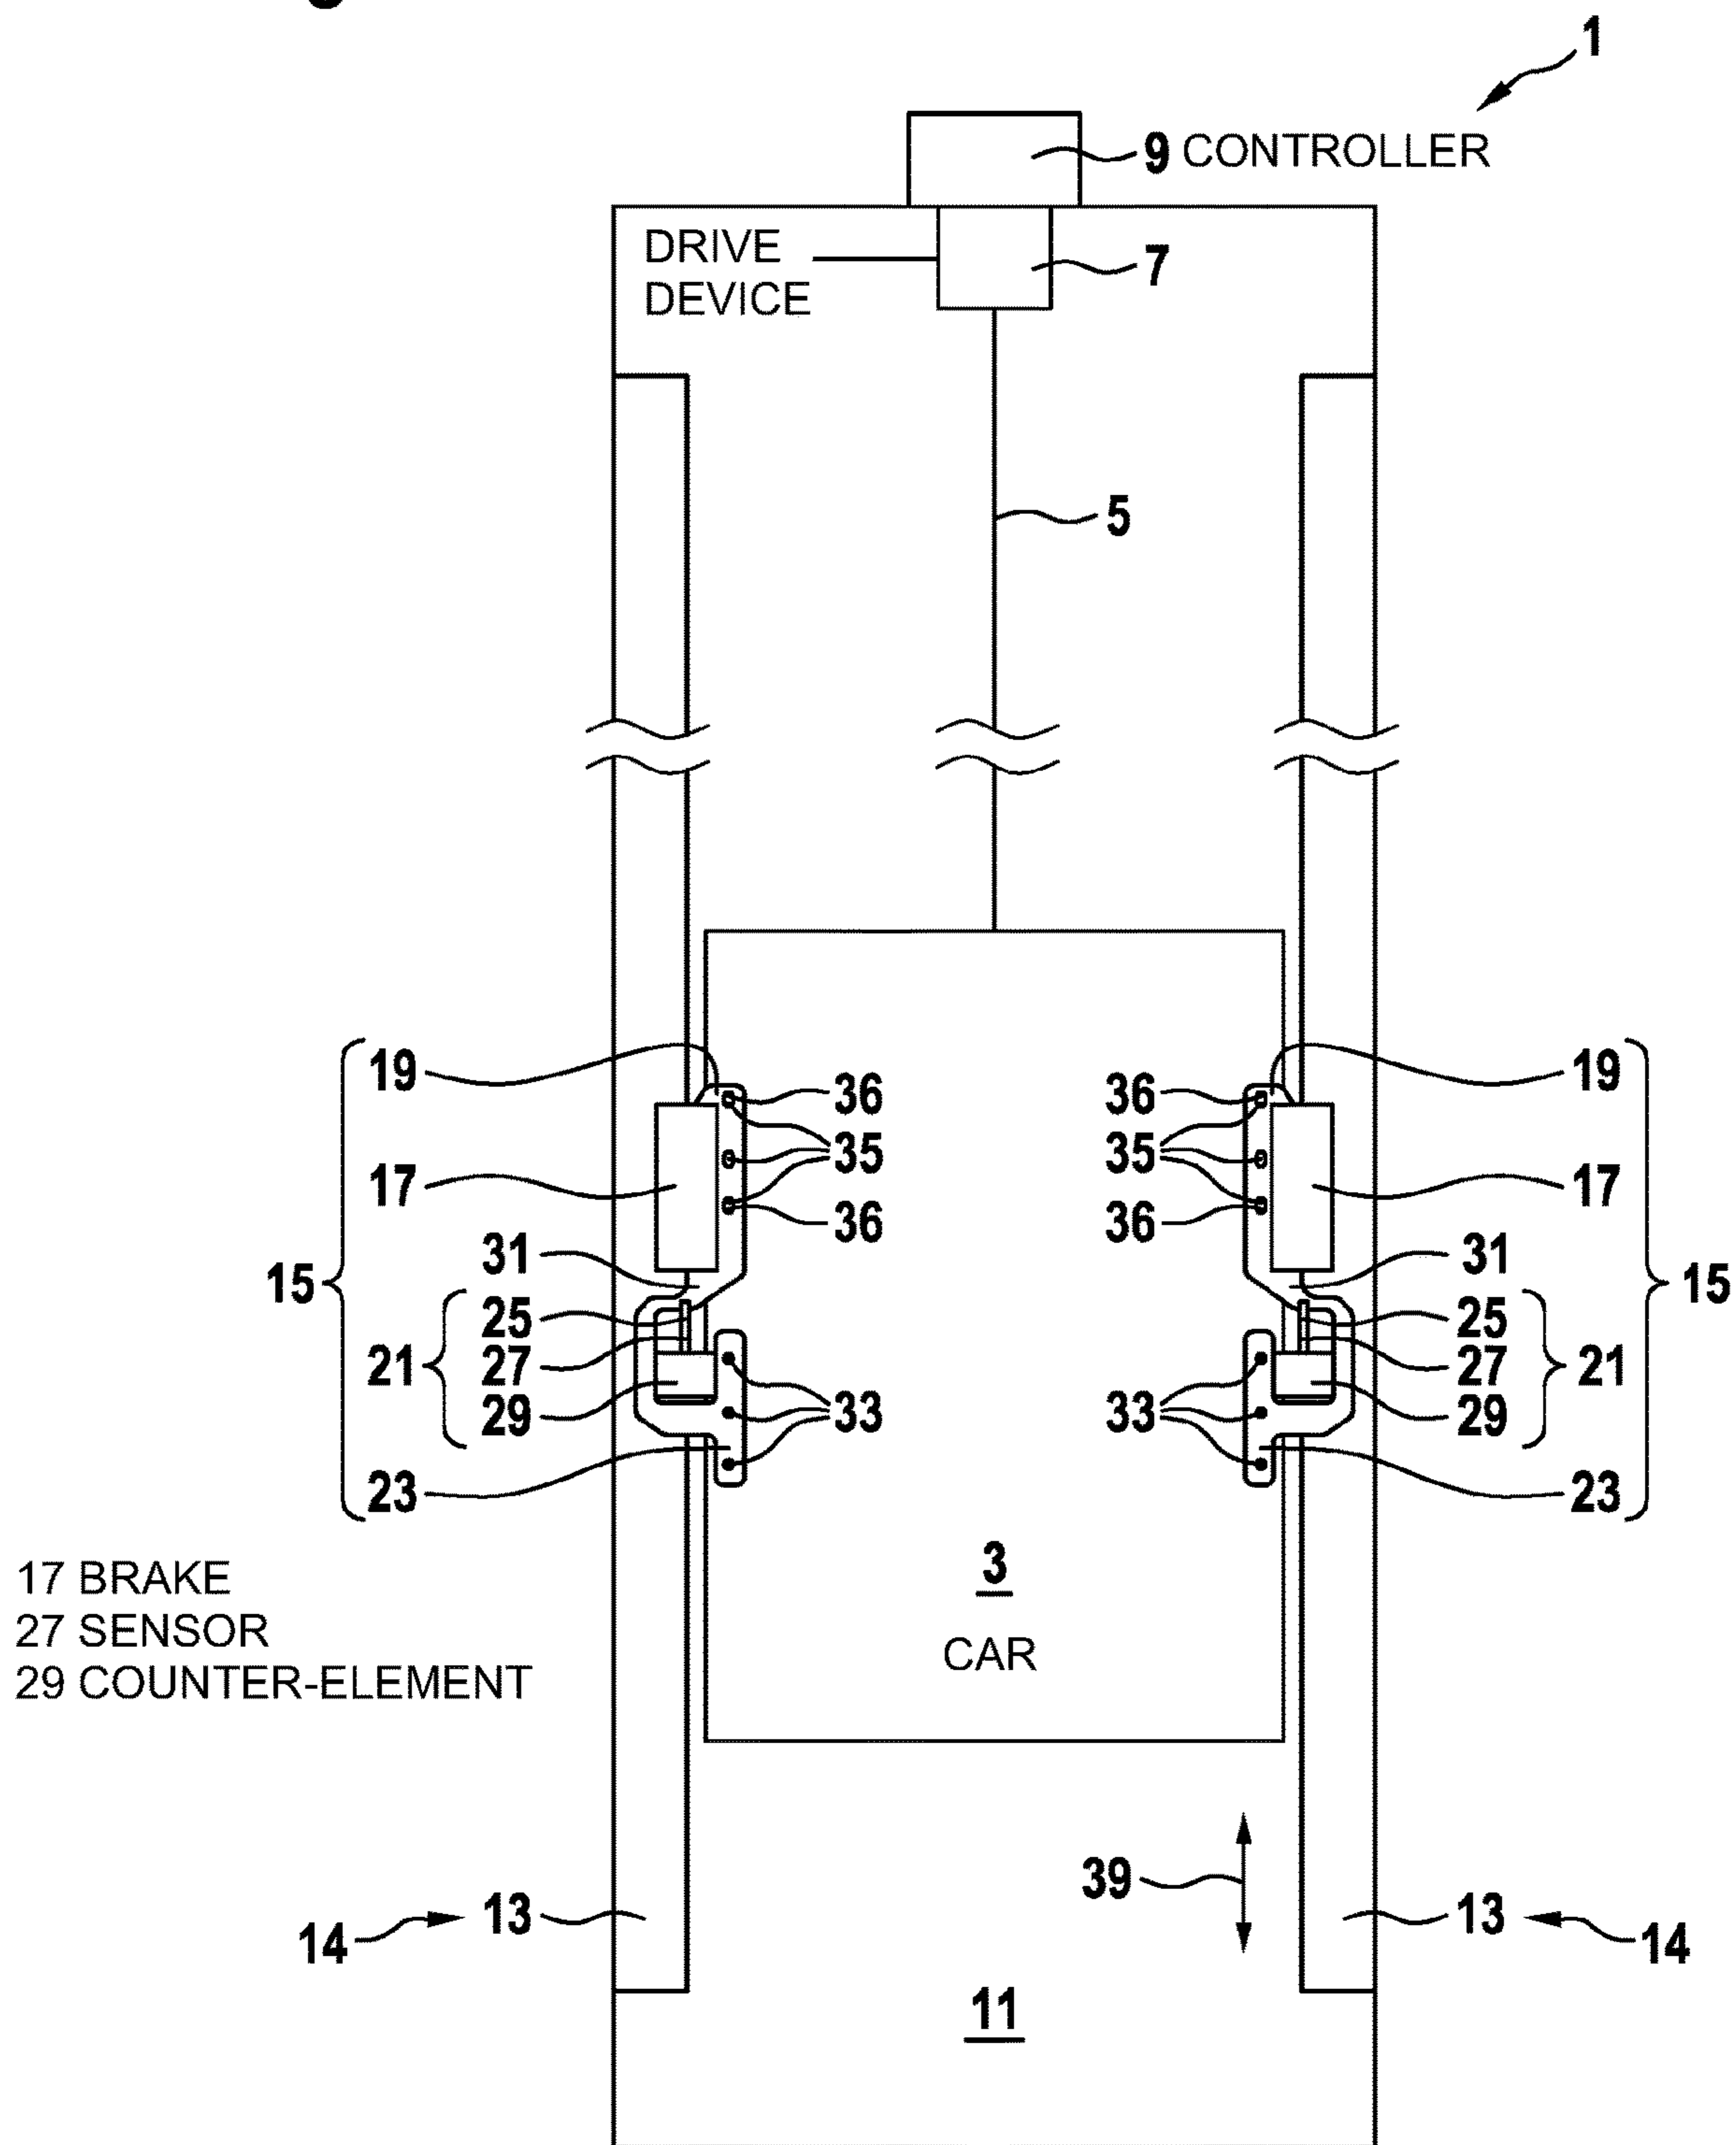 1
9 CONTROLLER
DRIVE
DEVICE
7
5
19 36 36 19
35 35
17 36 36 17
15 31 31 15
25 25
21 27 27 21
29 33 33 29
23 23
3
CAR
17 BRAKE
27 SENSOR
29 COUNTER-ELEMENT
39
14 13 13 14
11